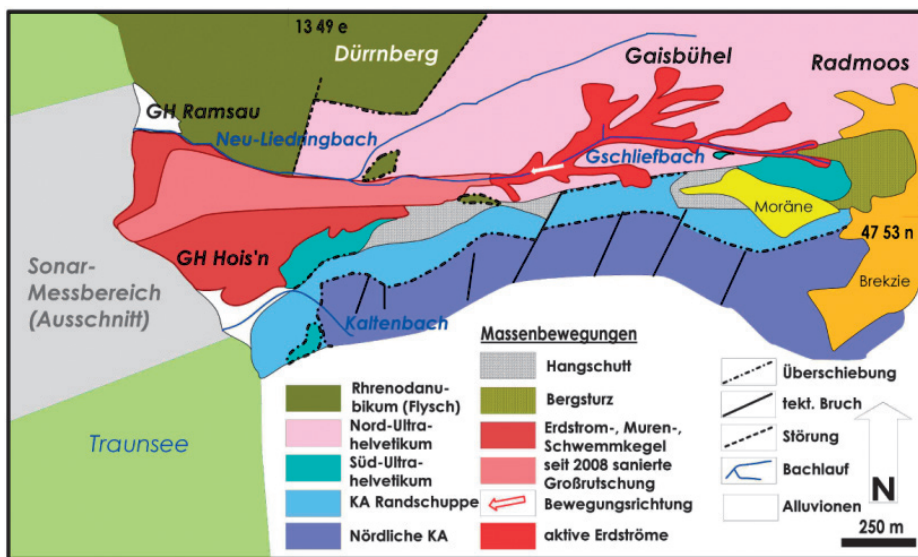 13 49 e
Dürrnberg
Gaisbühel
Radmoos
GH Ramsau
Neu-Liedringbach
Gschliefbach
Moräne
47 53 n
GH Hois'n
Brekzie
Sonar-
Messbereich
(Ausschnitt)
Kaltenbach
Traunsee
Rhrenodanu-
bikum (Flysch)
Nord-Ultra-
helvetikum
Süd-Ultra-
helvetikum
KA Randschuppe
Nördliche KA
Massenbewegungen
Hangschutt
Bergsturz
Erdstrom-, Muren-,
Schwemmkegel
seit 2008 sanierte
Großrutschung
Bewegungsrichtung
aktive Erdströme
Überschiebung
tekt. Bruch
Störung
Bachlauf
Alluvionen
N
250 m